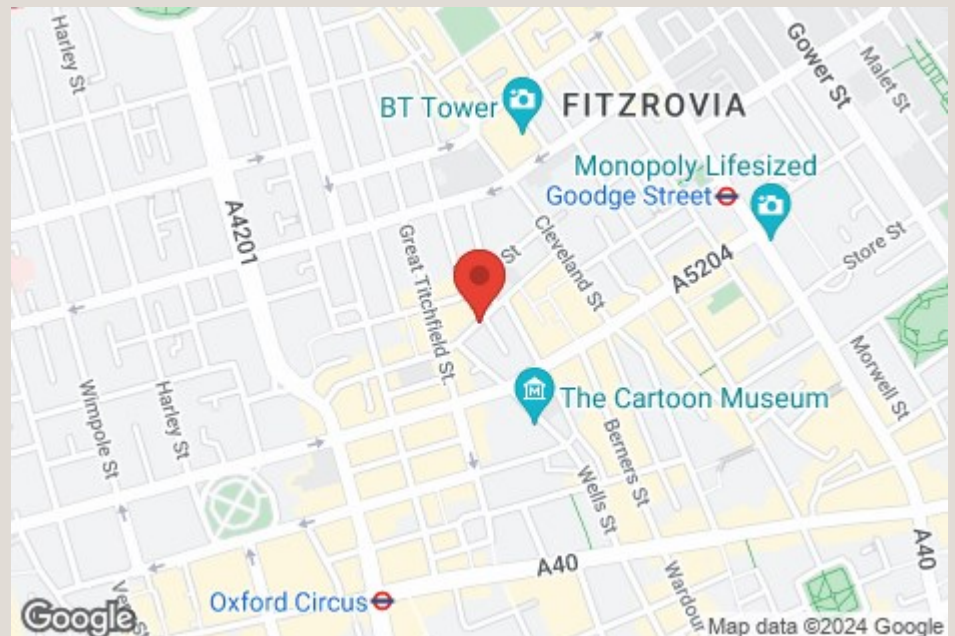 Harley St
Gower St
Malet St
BT Tower
FITZROVIA
Monopoly Lifesized
Goodge Street
A4201
Great Titchfield St.
St
Cleveland St
A5204
Store St
Wimpole St
Harley St
The Cartoon Museum
Morwell St
Berners St
Wells St
A40
Wardour
A40
Oxford Circus
Google
Map data ©2024 Google